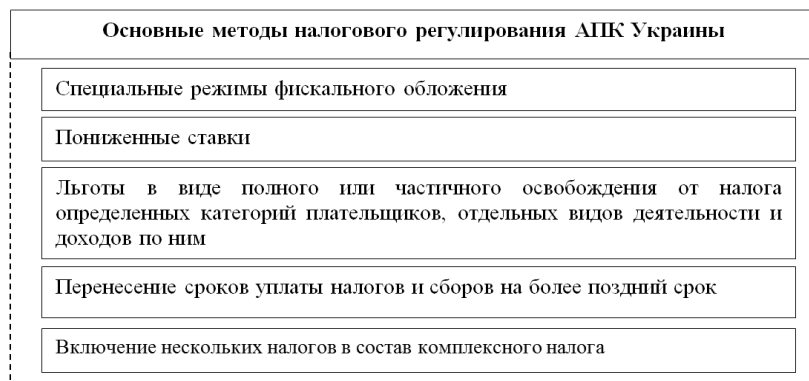 Основные методы налогового регулирования АПК Украины
Специальные режимы фискального обложения
Пониженные ставки
Льготы в виде полного или частичного освобождения от налога
определенных категорий плательщиков, отдельных видов деятельности и
доходов по ним
Перенесение сроков уплаты налогов и сборов на более поздний срок
Включение нескольких налогов в состав комплексного налога